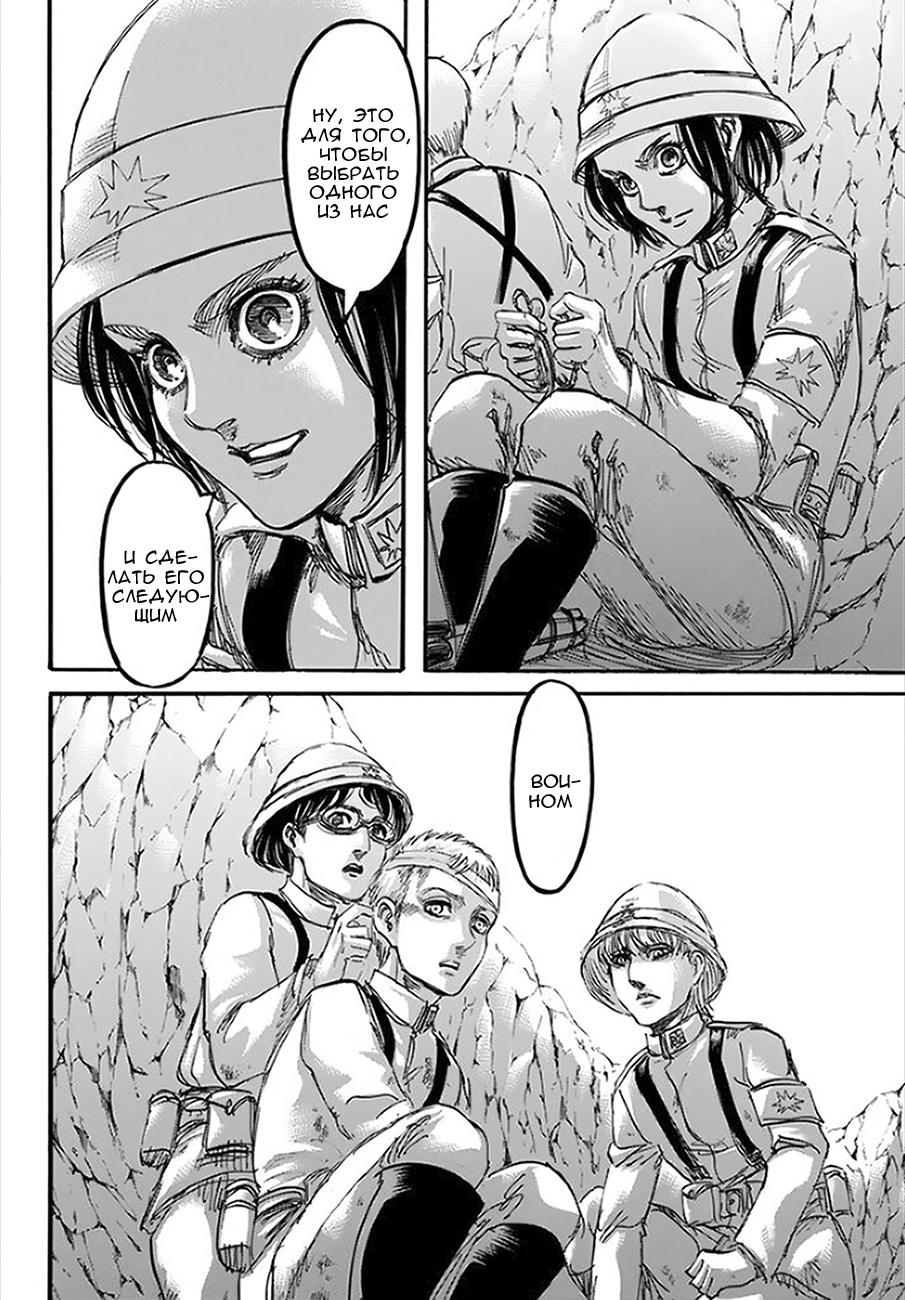 НУ, ЭТО
ДЛЯ ТОГО,
ЧТОБЫ
ВЫБРАТЬ
ОДНОГО
ИЗ НАС
И СДЕ-
ЛАТЬ ЕГО
СЛЕДУЮ-
ЩИМ
ВОИ-
НОМ